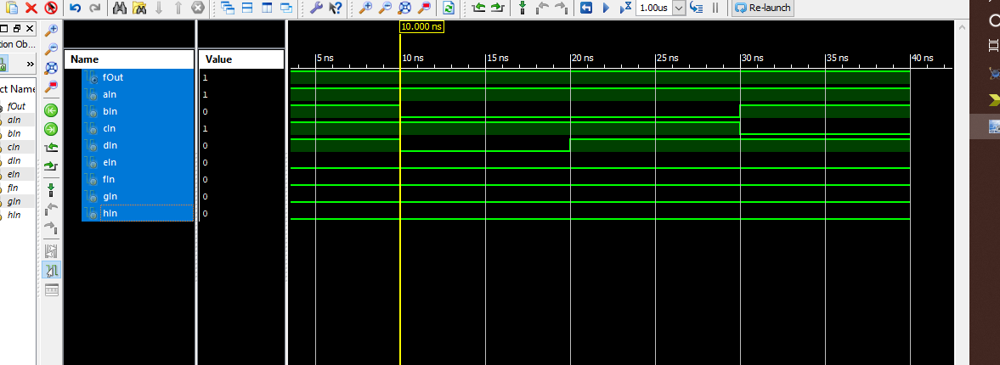 1.00us
Re-launch
10.000 ns
tion Ob...
»
ct Name
fOut
aIn
bIn
cIn
dIn
eIn
fIn
gIn
hIn
Name Value
fOut 1
aIn 1
bIn 0
cIn 1
dIn 0
eIn 0
fIn 0
gIn 0
hIn 0
5 ns 10 ns 15 ns 20 ns 25 ns 30 ns 35 ns 40 ns